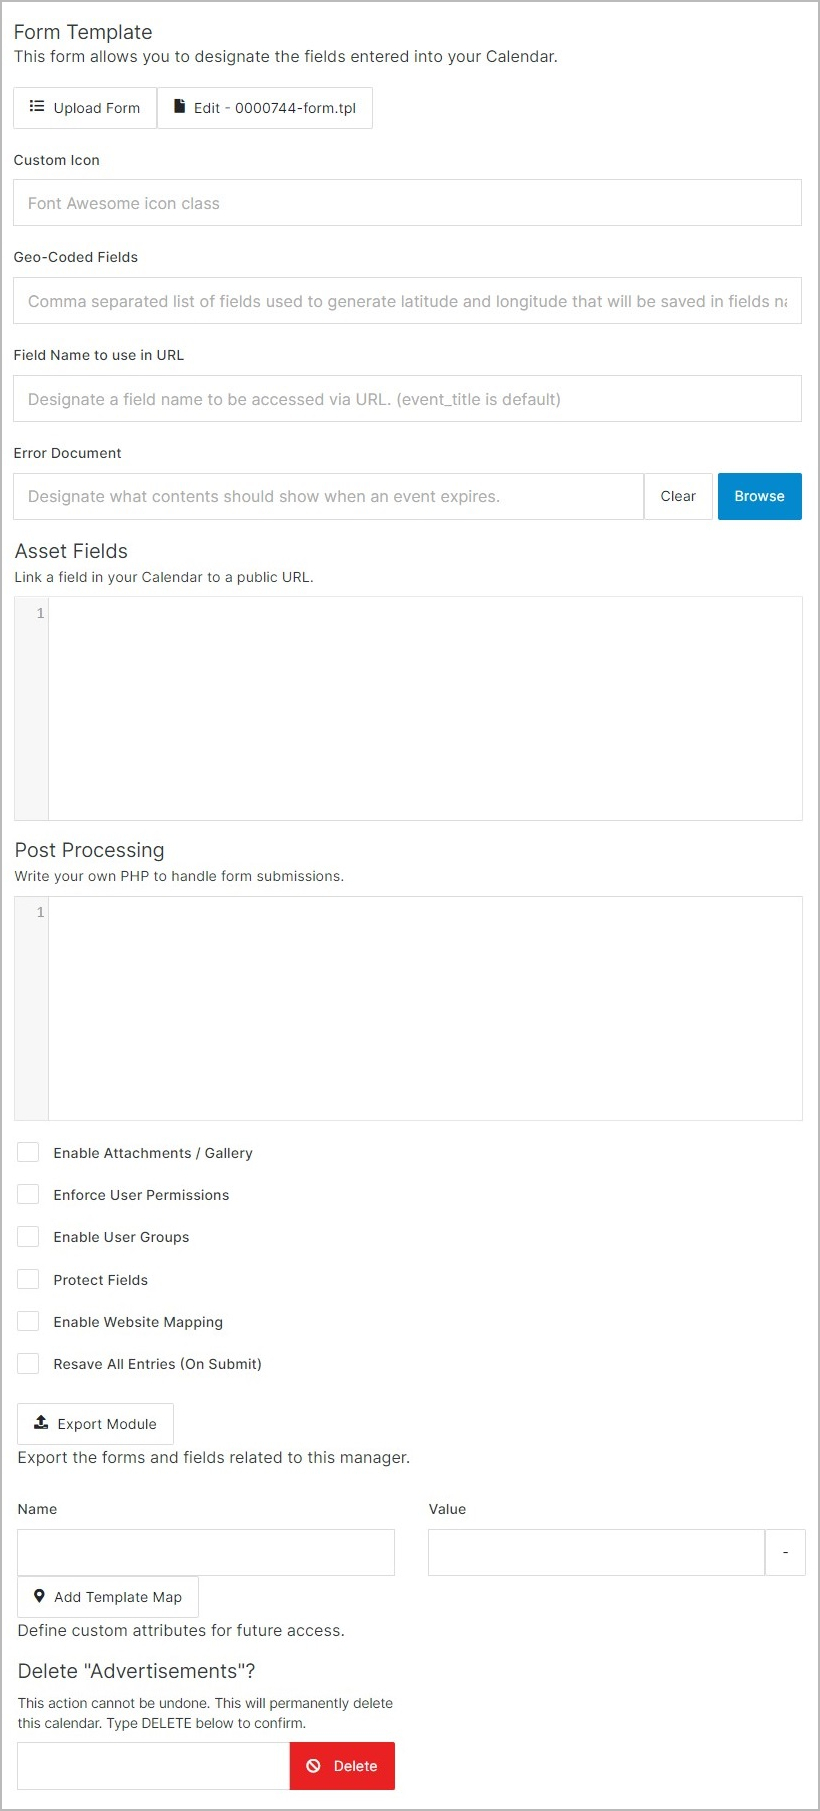 Form Template
This form allows you to designate the fields entered into your Calendar.
Upload Form Edit - 0000744-form.tpl
Custom Icon
Font Awesome icon class
Geo-Coded Fields
Comma separated list of fields used to generate latitude and longitude that will be saved in fields
Field Name to use in URL
Designate a field name to be accessed via URL. (event_title is default)
Error Document
Designate what contents should show when an event expires. Clear Browse
Asset Fields
Link a field in your Calendar to a public URL.
1
Post Processing
Write your own PHP to handle form submissions.
1
Enable Attachments / Gallery
Enforce User Permissions
Enable User Groups
Protect Fields
Enable Website Mapping
Resave All Entries (On Submit)
Export Module
Export the forms and fields related to this manager.
Name Value
-
Add Template Map
Define custom attributes for future access.
Delete "Advertisements"?
This action cannot be undone. This will permanently delete
this calendar. Type DELETE below to confirm.
Delete